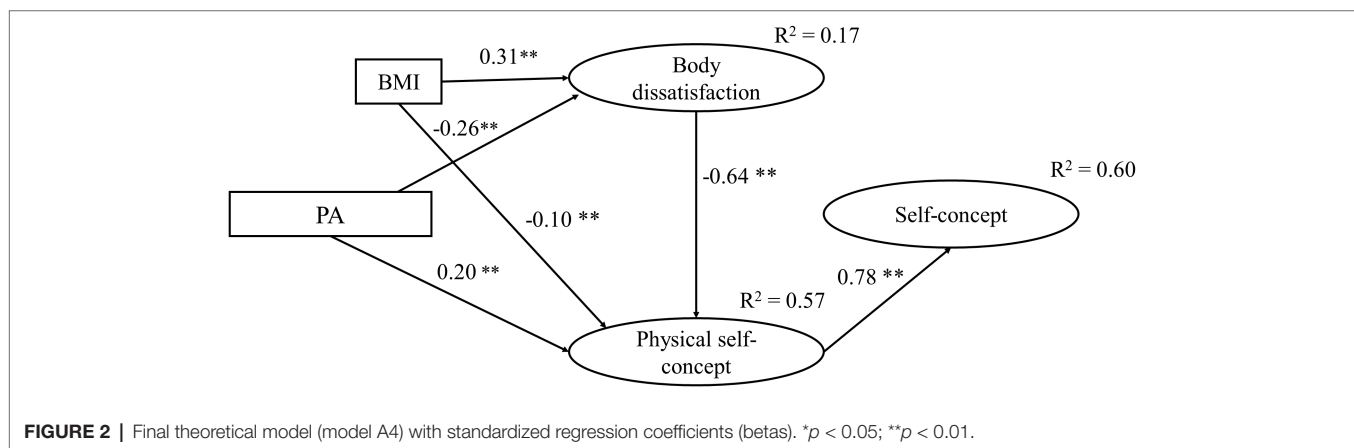 R² = 0.17
0.31**
Body
dissatisfaction
BMI
-0.26**
-0.64 **
R² = 0.60
PA
Self-concept
-0.10 **
0.20 **
0.78 **
R² = 0.57
Physical self-
concept
FIGURE 2 | Final theoretical model (model A4) with standardized regression coefficients (betas). *p < 0.05; **p < 0.01.